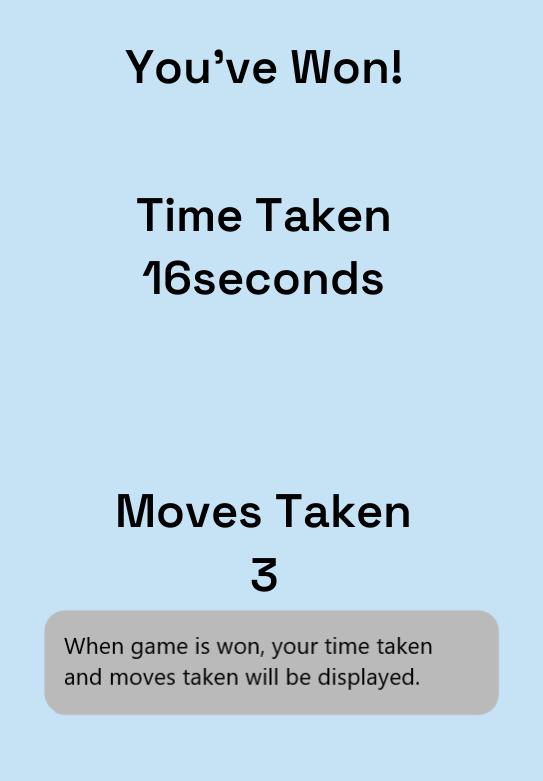 You've Won!
Time Taken
16seconds
Moves Taken
3
When game is won, your time taken
and moves taken will be displayed.